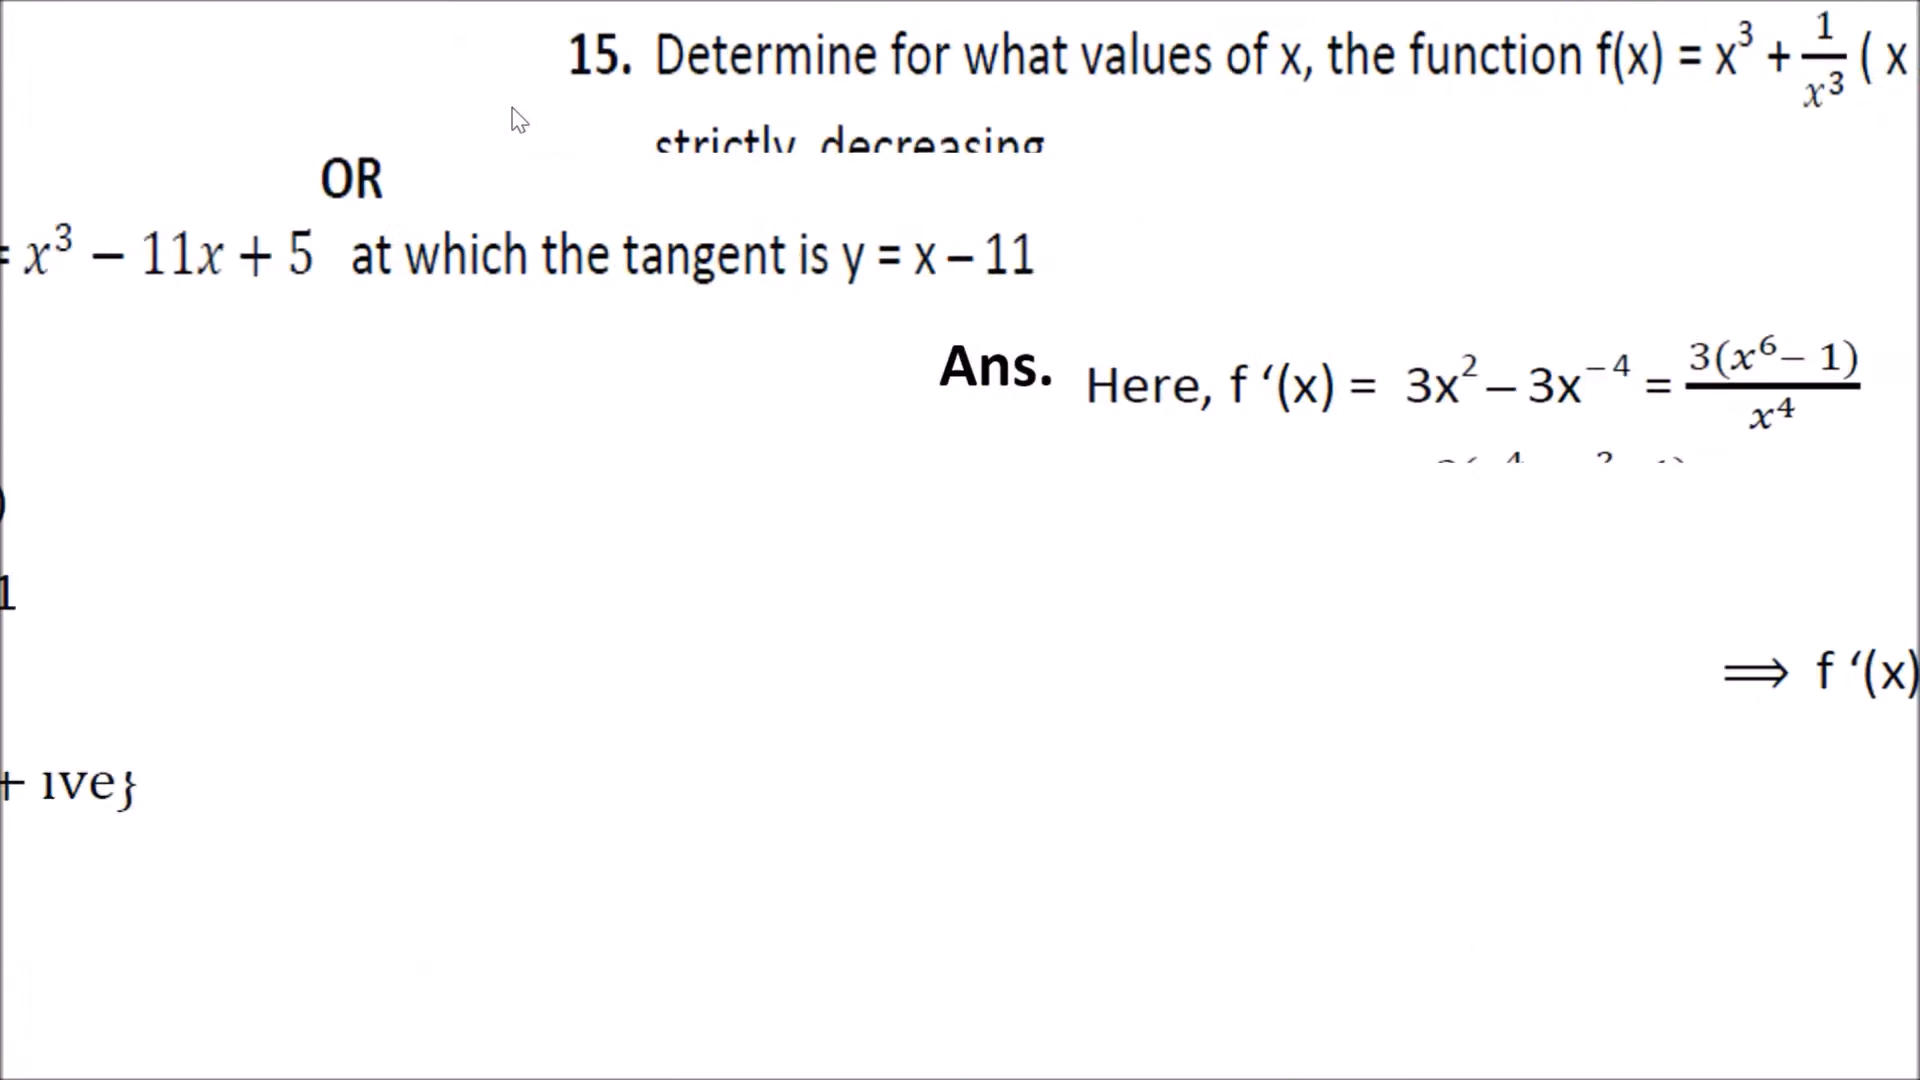 15. Determine for what values of x, the function f(x) = x³ + 1/x³ ( x
strictly decreasing
OR
= x³ − 11x + 5 at which the tangent is y = x – 11
Ans. Here, f ‘(x) = 3x² – 3x⁻⁴ = 3(x⁶– 1)/x⁴
)
1
⟹ f ‘(x)
+ ive}